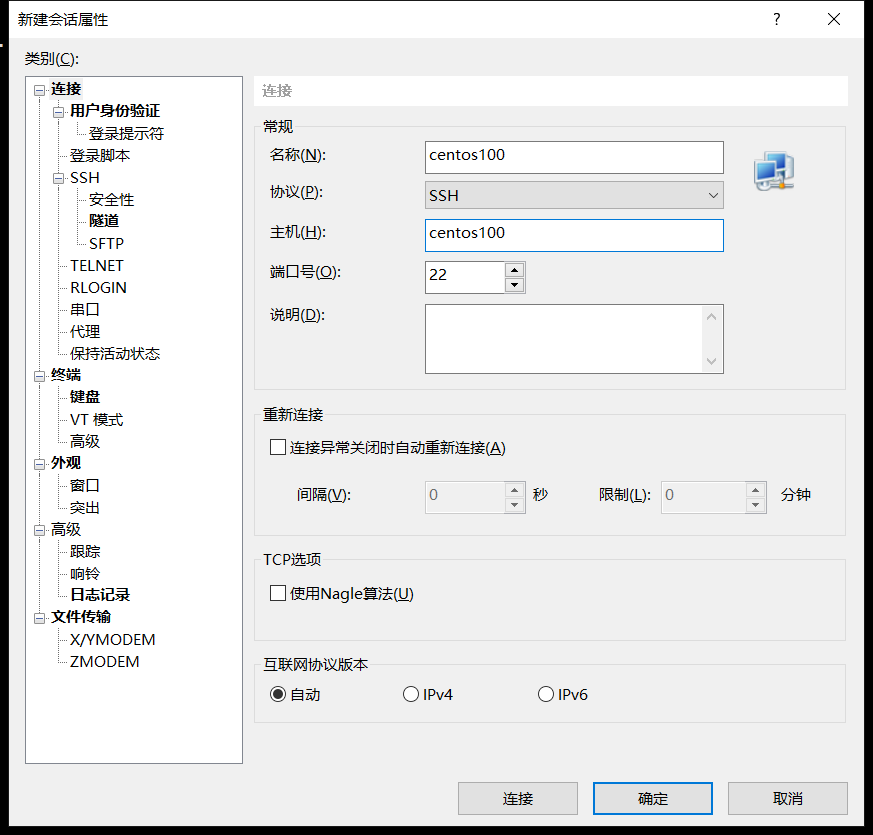 新建会话属性
类别(C):
连接
用户身份验证
登录提示符
登录脚本
SSH
安全性
隧道
SFTP
TELNET
RLOGIN
串口
代理
保持活动状态
终端
键盘
VT 模式
高级
外观
窗口
突出
高级
跟踪
响铃
日志记录
文件传输
X/YMODEM
ZMODEM
连接
常规
名称(N): centos100
协议(P): SSH
主机(H): centos100
端口号(O): 22
说明(D):
重新连接
连接异常关闭时自动重新连接(A)
间隔(V): 0 秒 限制(L): 0 分钟
TCP选项
使用Nagle算法(U)
互联网协议版本
自动 IPv4 IPv6
连接 确定 取消